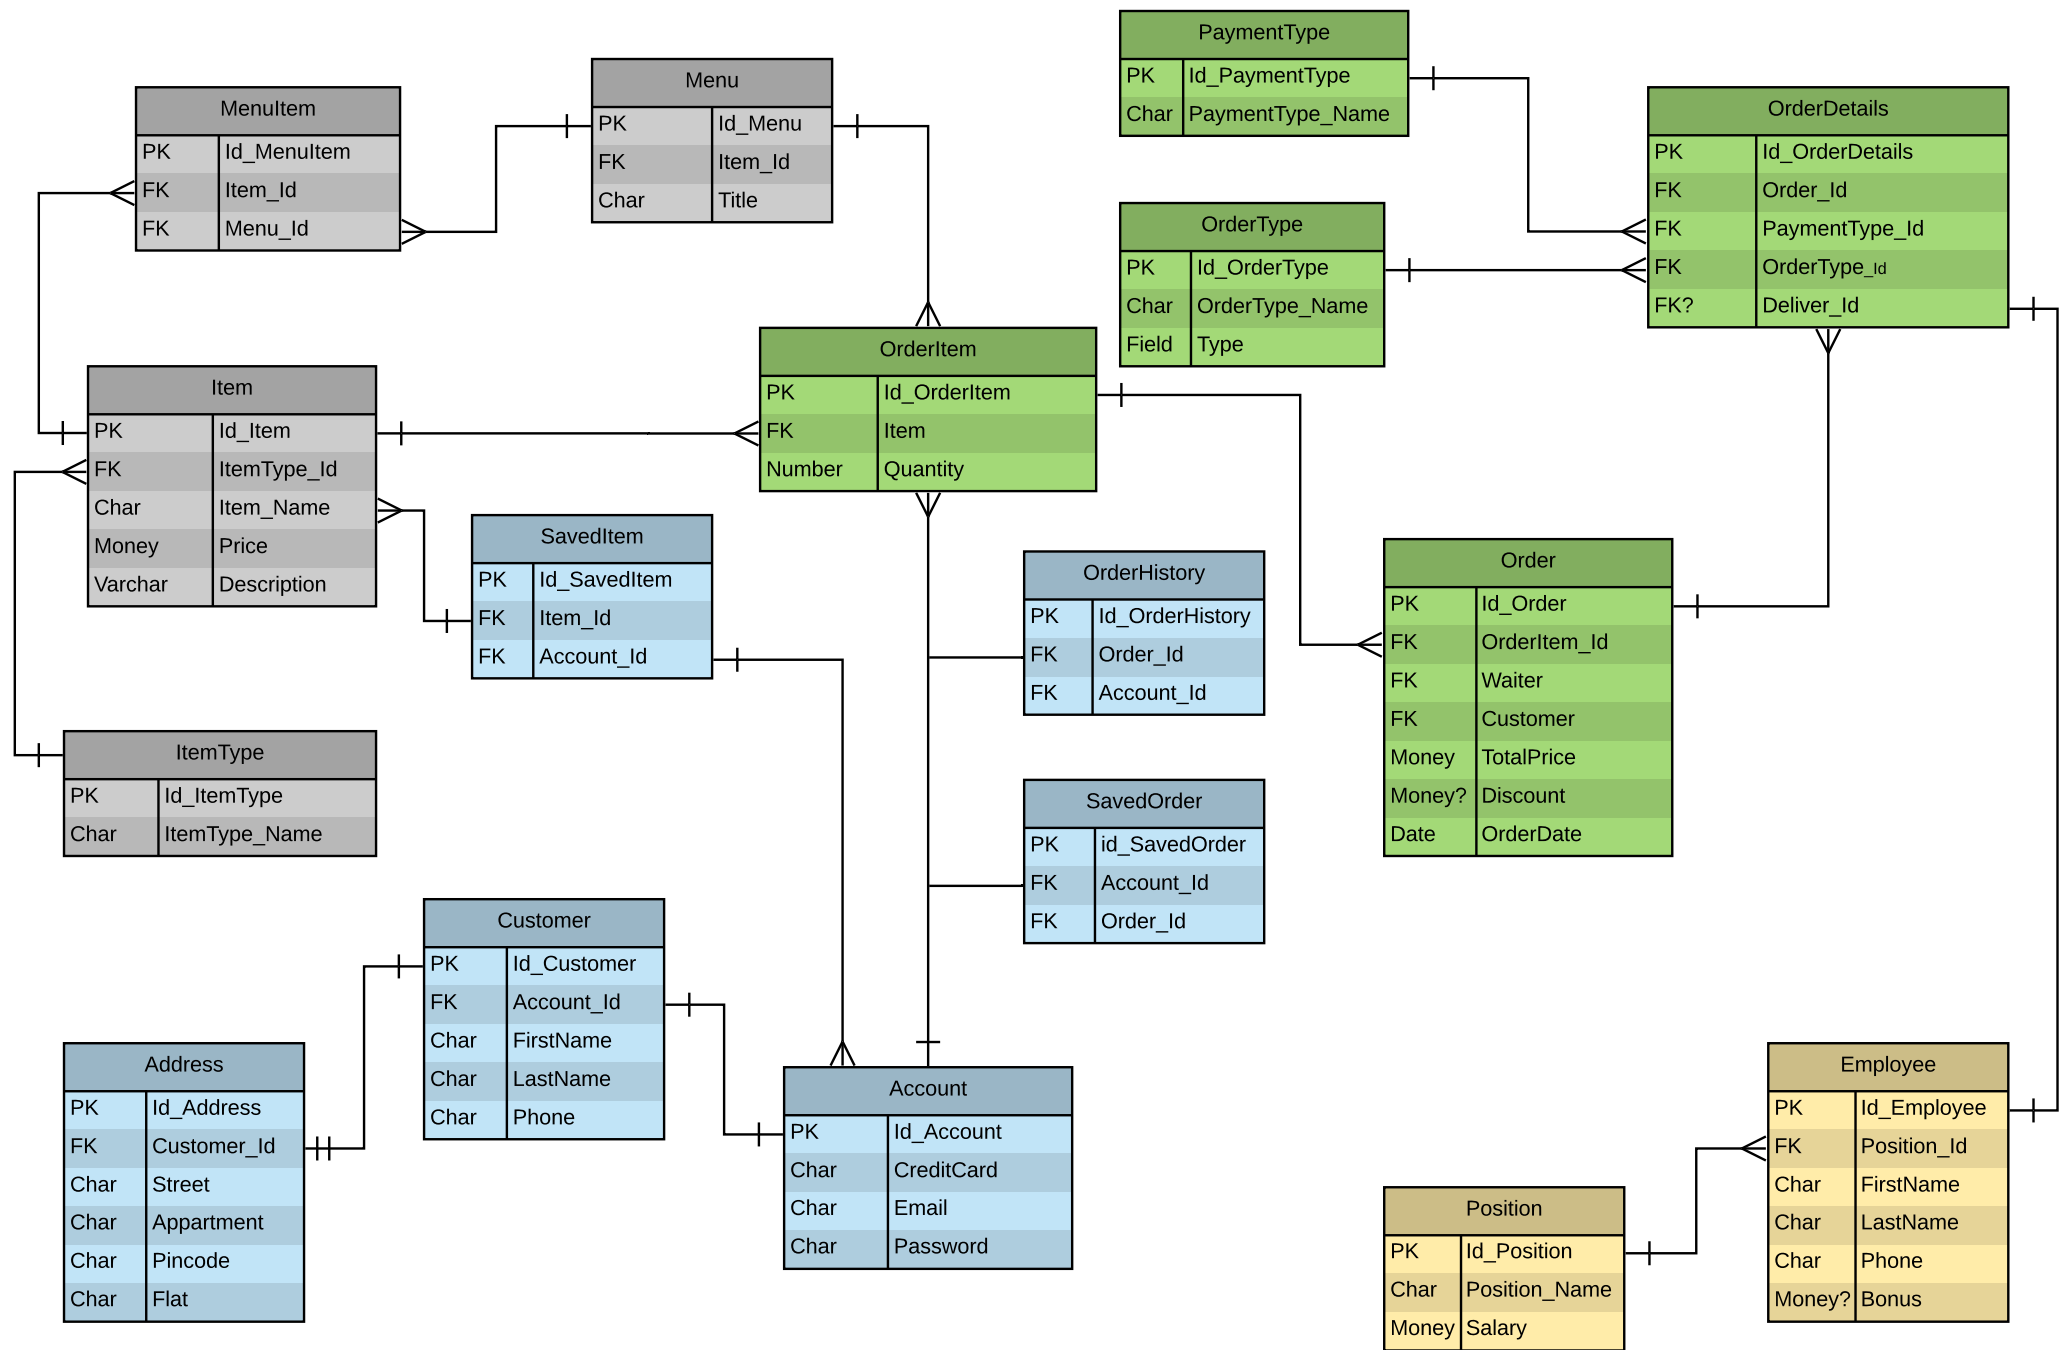 MenuItem
PK Id_MenuItem
FK Item_Id
FK Menu_Id
Menu
PK Id_Menu
FK Item_Id
Char Title
PaymentType
PK Id_PaymentType
Char PaymentType_Name
OrderType
PK Id_OrderType
Char OrderType_Name
Field Type
OrderDetails
PK Id_OrderDetails
FK Order_Id
FK PaymentType_Id
FK OrderType_Id
FK? Deliver_Id
Item
PK Id_Item
FK ItemType_Id
Char Item_Name
Money Price
Varchar Description
OrderItem
PK Id_OrderItem
FK Item
Number Quantity
SavedItem
PK Id_SavedItem
FK Item_Id
FK Account_Id
OrderHistory
PK Id_OrderHistory
FK Order_Id
FK Account_Id
Order
PK Id_Order
FK OrderItem_Id
FK Waiter
FK Customer
Money TotalPrice
Money? Discount
Date OrderDate
ItemType
PK Id_ItemType
Char ItemType_Name
SavedOrder
PK id_SavedOrder
FK Account_Id
FK Order_Id
Customer
PK Id_Customer
FK Account_Id
Char FirstName
Char LastName
Char Phone
Address
PK Id_Address
FK Customer_Id
Char Street
Char Appartment
Char Pincode
Char Flat
Account
PK Id_Account
Char CreditCard
Char Email
Char Password
Employee
PK Id_Employee
FK Position_Id
Char FirstName
Char LastName
Char Phone
Money? Bonus
Position
PK Id_Position
Char Position_Name
Money Salary